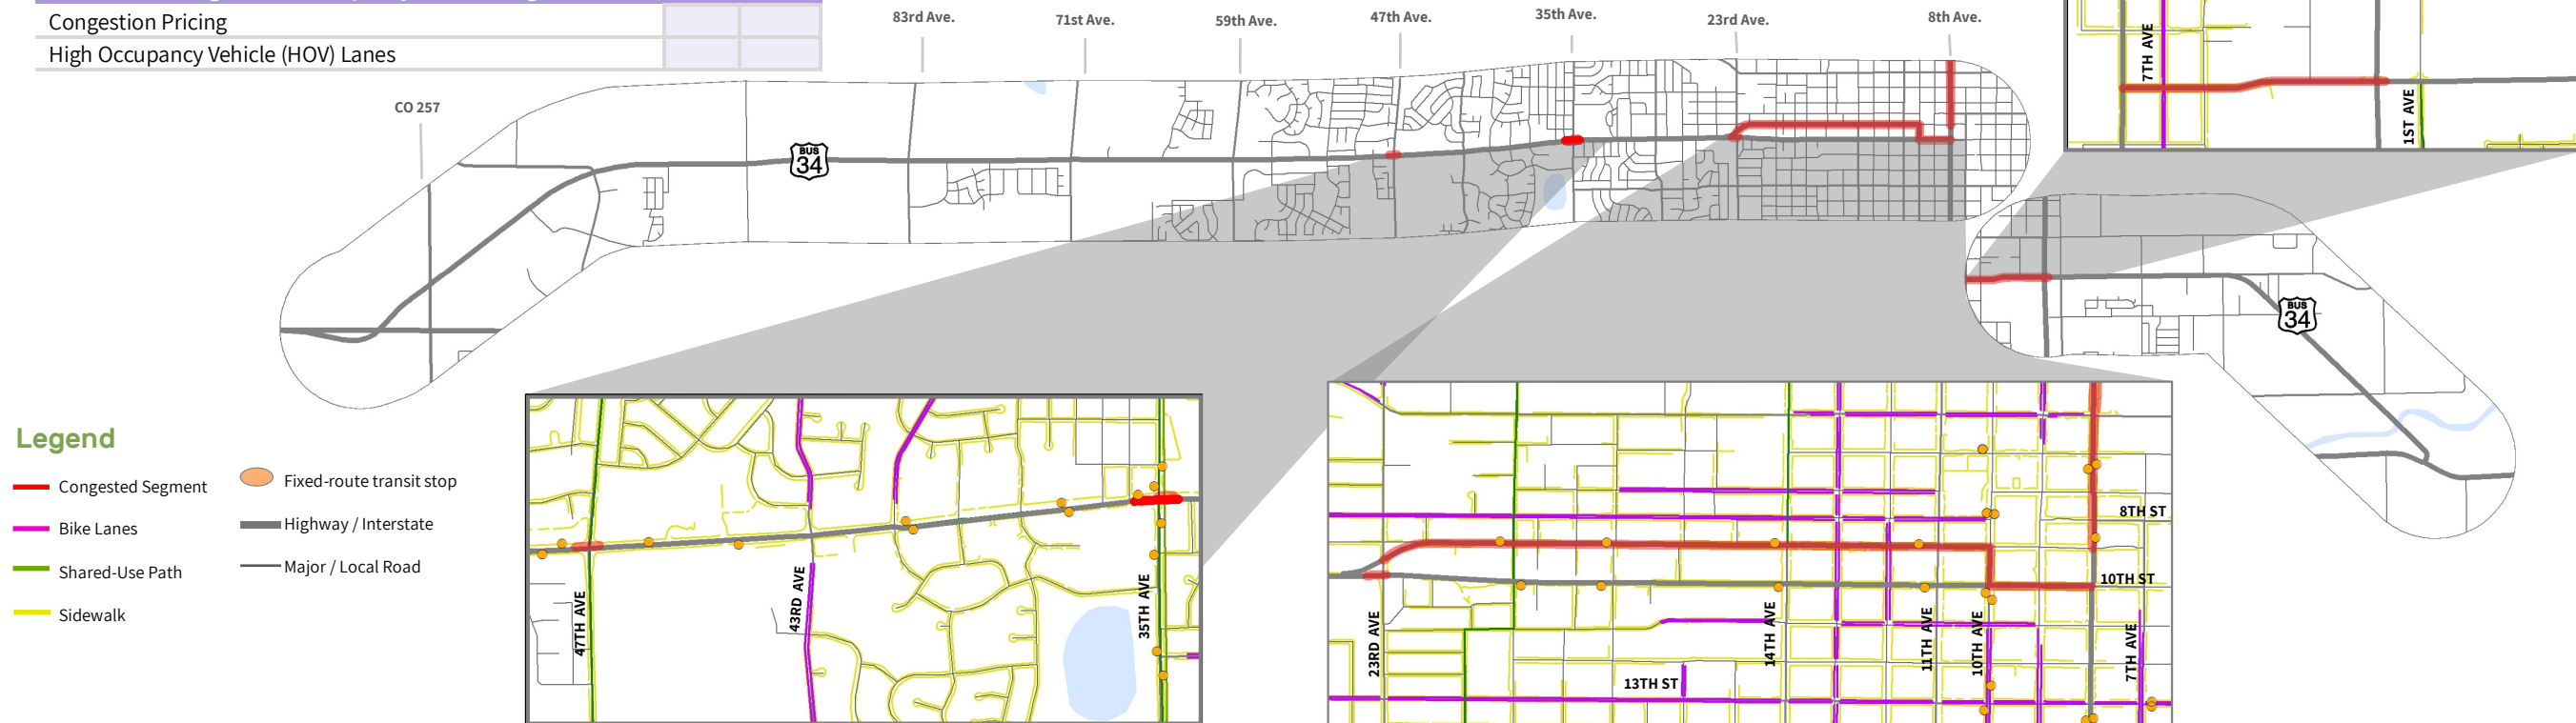 Congestion Pricing
High Occupancy Vehicle (HOV) Lanes
83rd Ave.
71st Ave.
59th Ave.
47th Ave.
35th Ave.
23rd Ave.
8th Ave.
CO 257
BUS
34
7TH AVE
1ST AVE
BUS
34
Legend
Congested Segment
Bike Lanes
Shared-Use Path
Sidewalk
Fixed-route transit stop
Highway / Interstate
Major / Local Road
47TH AVE
43RD AVE
35TH AVE
8TH ST
10TH ST
23RD AVE
14TH AVE
11TH AVE
10TH AVE
7TH AVE
13TH ST